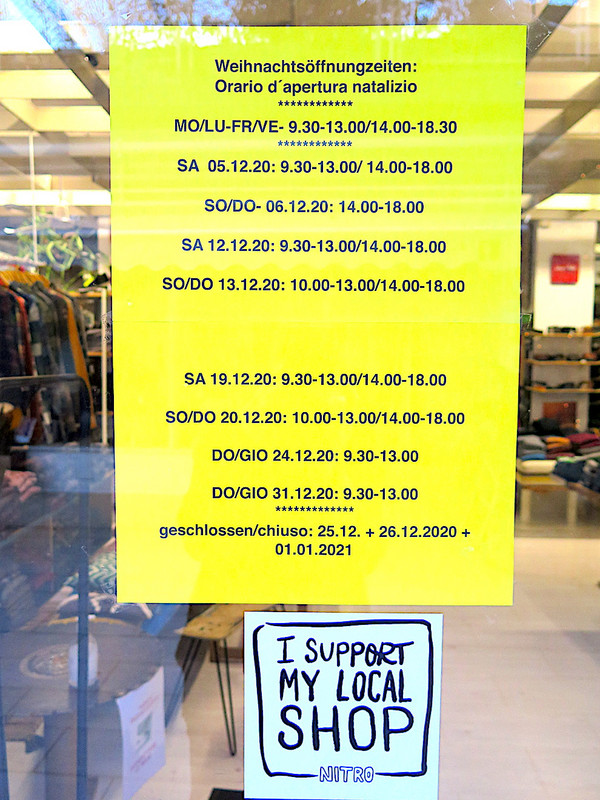 Weihnachtsöffnungzeiten:
Orario d´apertura natalizio
************
MO/LU-FR/VE- 9.30-13.00/14.00-18.30
************
SA  05.12.20: 9.30-13.00/ 14.00-18.00
SO/DO- 06.12.20: 14.00-18.00
SA 12.12.20: 9.30-13.00/14.00-18.00
SO/DO 13.12.20: 10.00-13.00/14.00-18.00
SA 19.12.20: 9.30-13.00/14.00-18.00
SO/DO 20.12.20: 10.00-13.00/14.00-18.00
DO/GIO 24.12.20: 9.30-13.00
DO/GIO 31.12.20: 9.30-13.00
*************
geschlossen/chiuso: 25.12. + 26.12.2020 +
01.01.2021
I SUPPORT
MY LOCAL
SHOP
NITRO